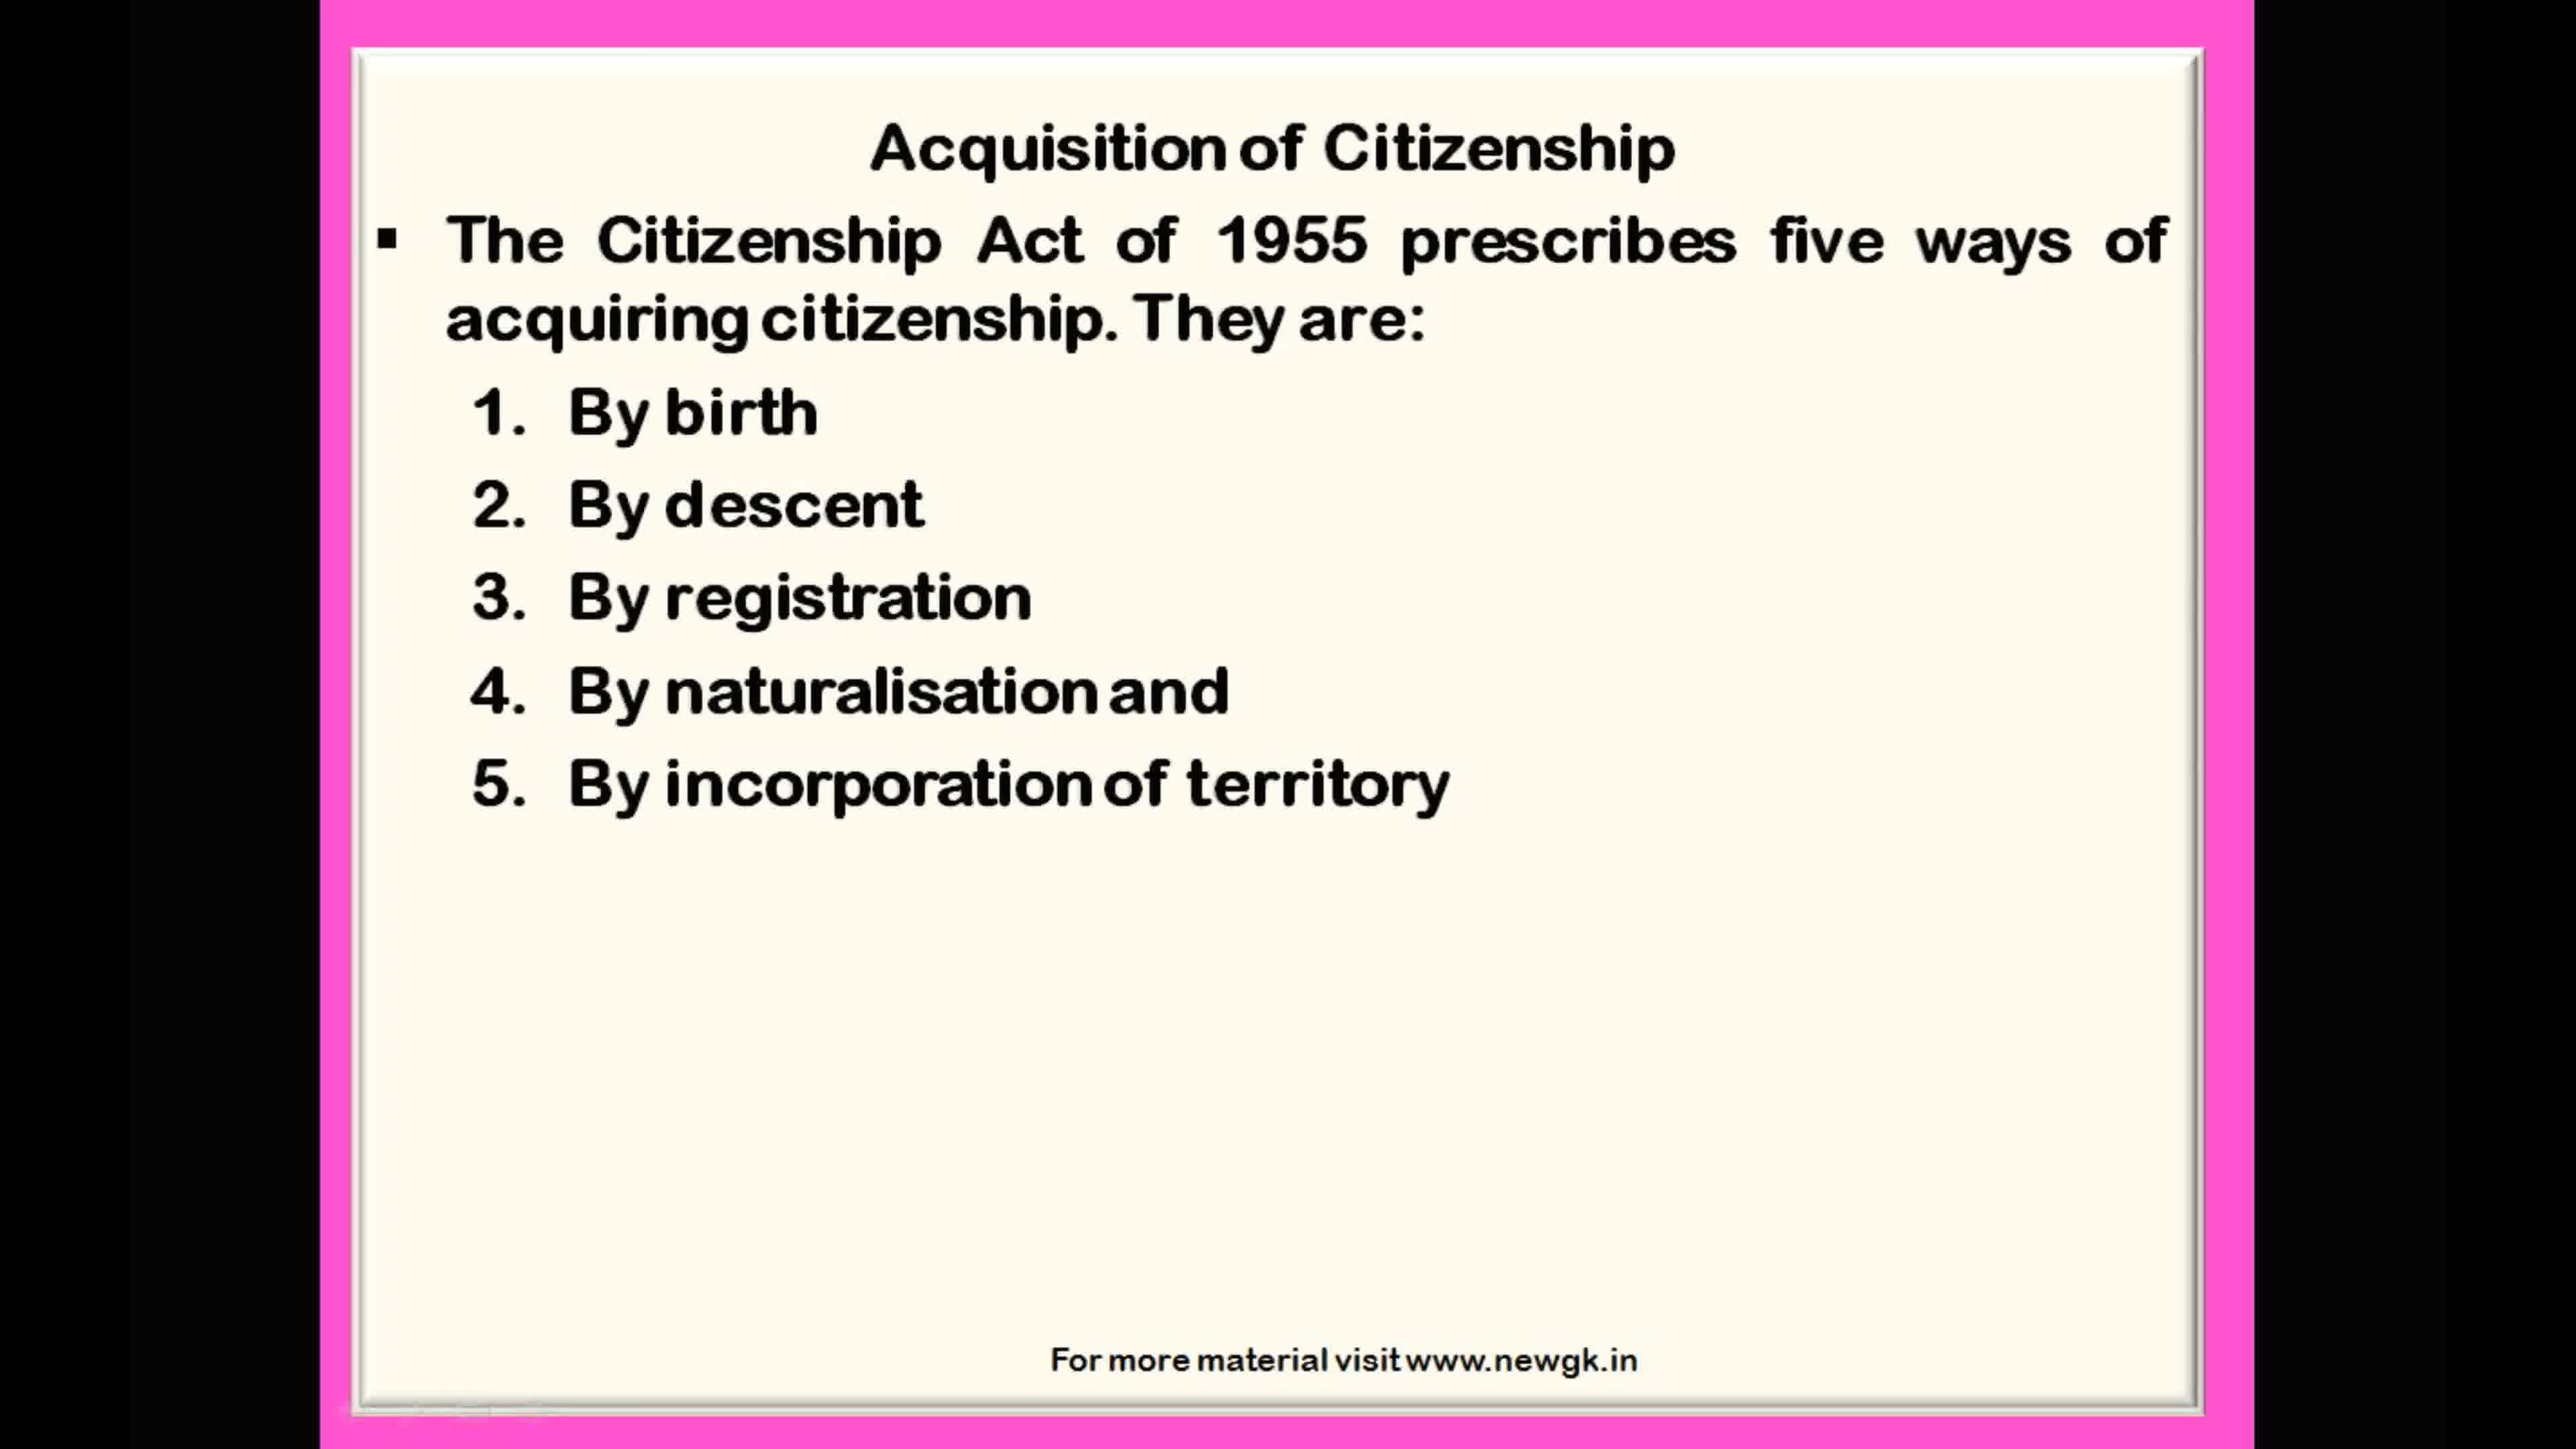 Acquisition of Citizenship
▪ The Citizenship Act of 1955 prescribes five ways of
acquiring citizenship. They are:
1. By birth
2. By descent
3. By registration
4. By naturalisation and
5. By incorporation of territory
For more material visit www.newgk.in